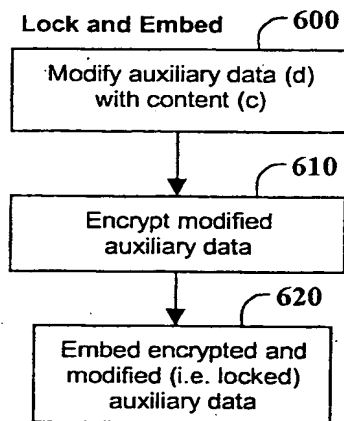 Lock and Embed
600
Modify auxiliary data (d)
with content (c)
610
Encrypt modified
auxiliary data
620
Embed encrypted and
modified (i.e. locked)
auxiliary data